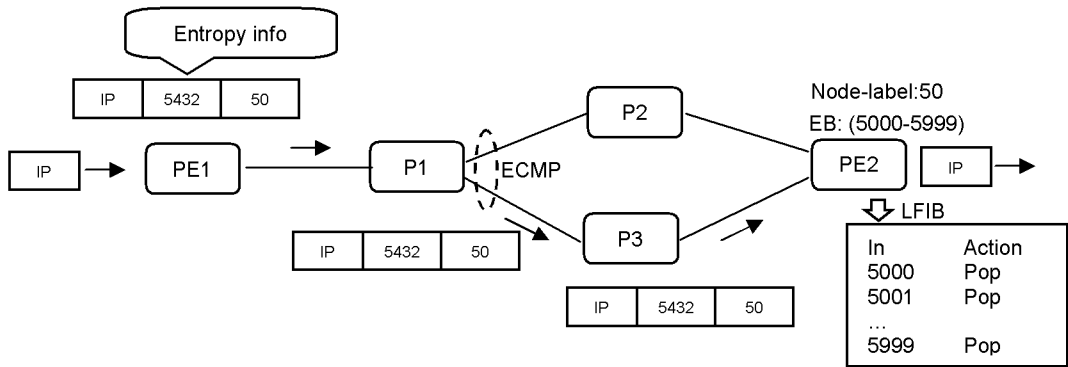 Entropy info
IP 5432 50
Node-label:50
EB: (5000-5999)
IP
PE1
P1
ECMP
P2
P3
PE2
IP
LFIB
IP 5432 50
IP 5432 50
In Action
5000 Pop
5001 Pop
...
5999 Pop